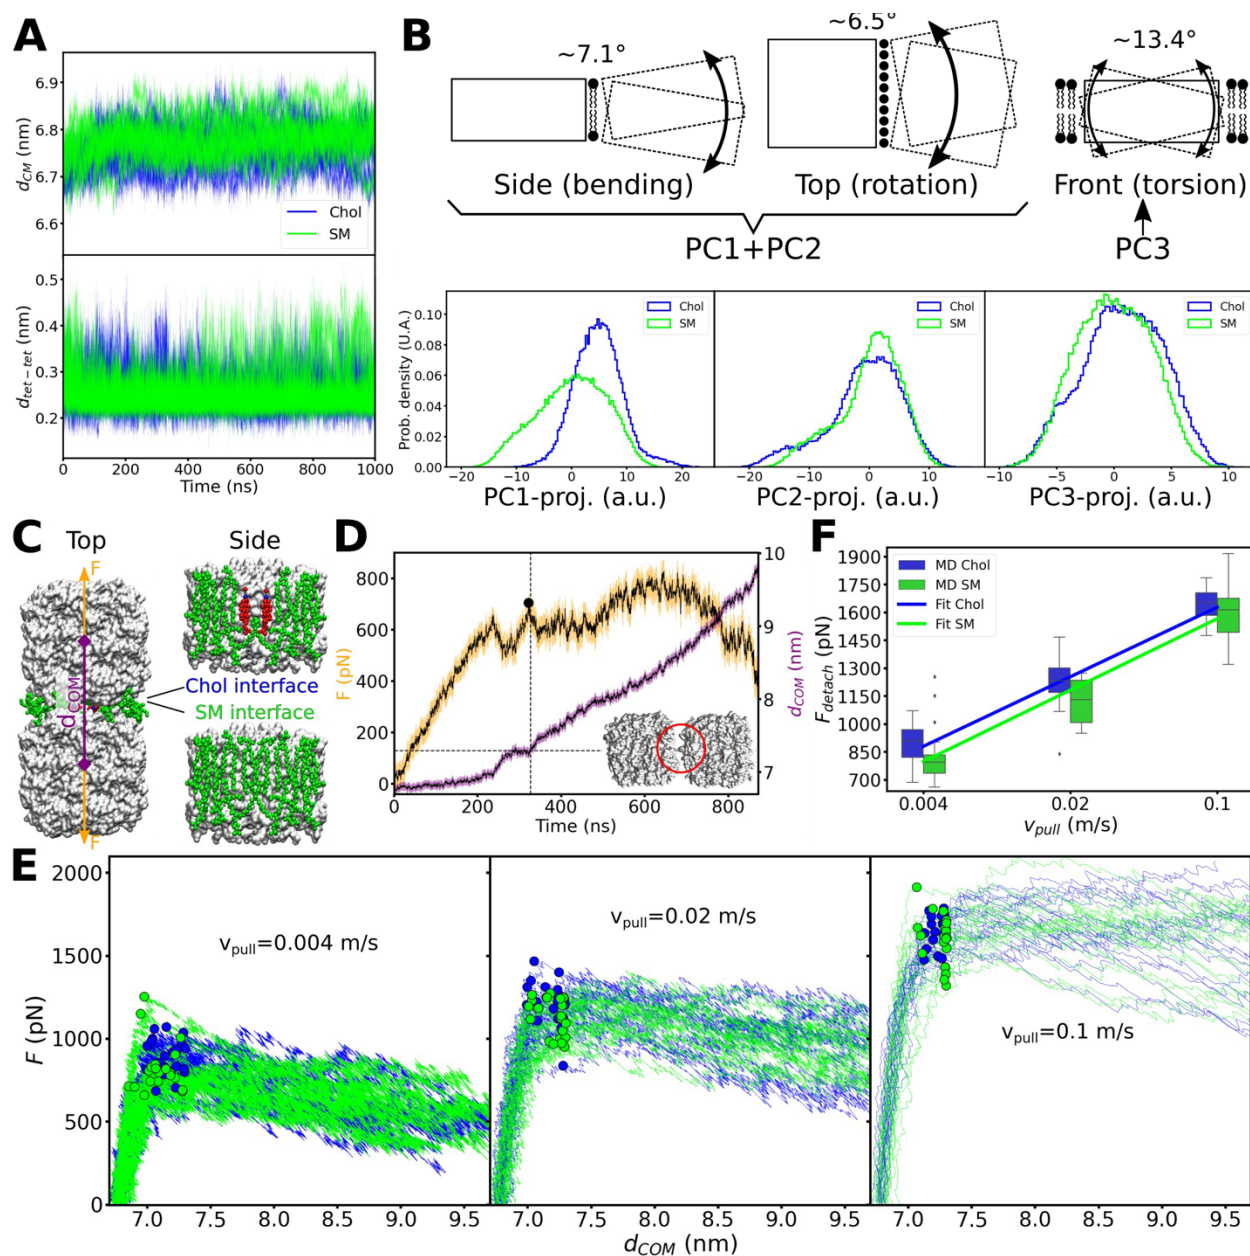 A
d_CM (nm)
6.9
6.8
6.7
6.6
Chol
SM
d_tet−tet (nm)
0.5
0.4
0.3
0.2
0 200 400 600 800 1000
Time (ns)
B
~7.1°
~6.5°
~13.4°
Side (bending)
Top (rotation)
Front (torsion)
PC1+PC2
PC3
Prob. density (U.A.)
0.10
0.08
0.06
0.04
0.02
0.00
Chol
SM
Chol
SM
Chol
SM
−20 −10 0 10 20
−20 −10 0 10
−10 −5 0 5 10
PC1-proj. (a.u.)
PC2-proj. (a.u.)
PC3-proj. (a.u.)
C
Top
Side
F
d_COM
F
Chol interface
SM interface
D
F (pN)
800
600
400
200
0
10
9
8
7
d_COM (nm)
0 200 400 600 800
Time (ns)
F
F_detach (pN)
1900
1750
1600
1450
1300
1150
1000
850
700
MD Chol
MD SM
Fit Chol
Fit SM
0.004 0.02 0.1
v_pull (m/s)
E
F (pN)
2000
1500
1000
500
0
v_pull=0.004 m/s
v_pull=0.02 m/s
v_pull=0.1 m/s
7.0 7.5 8.0 8.5 9.0 9.5
7.0 7.5 8.0 8.5 9.0 9.5
7.0 7.5 8.0 8.5 9.0 9.5
d_COM (nm)